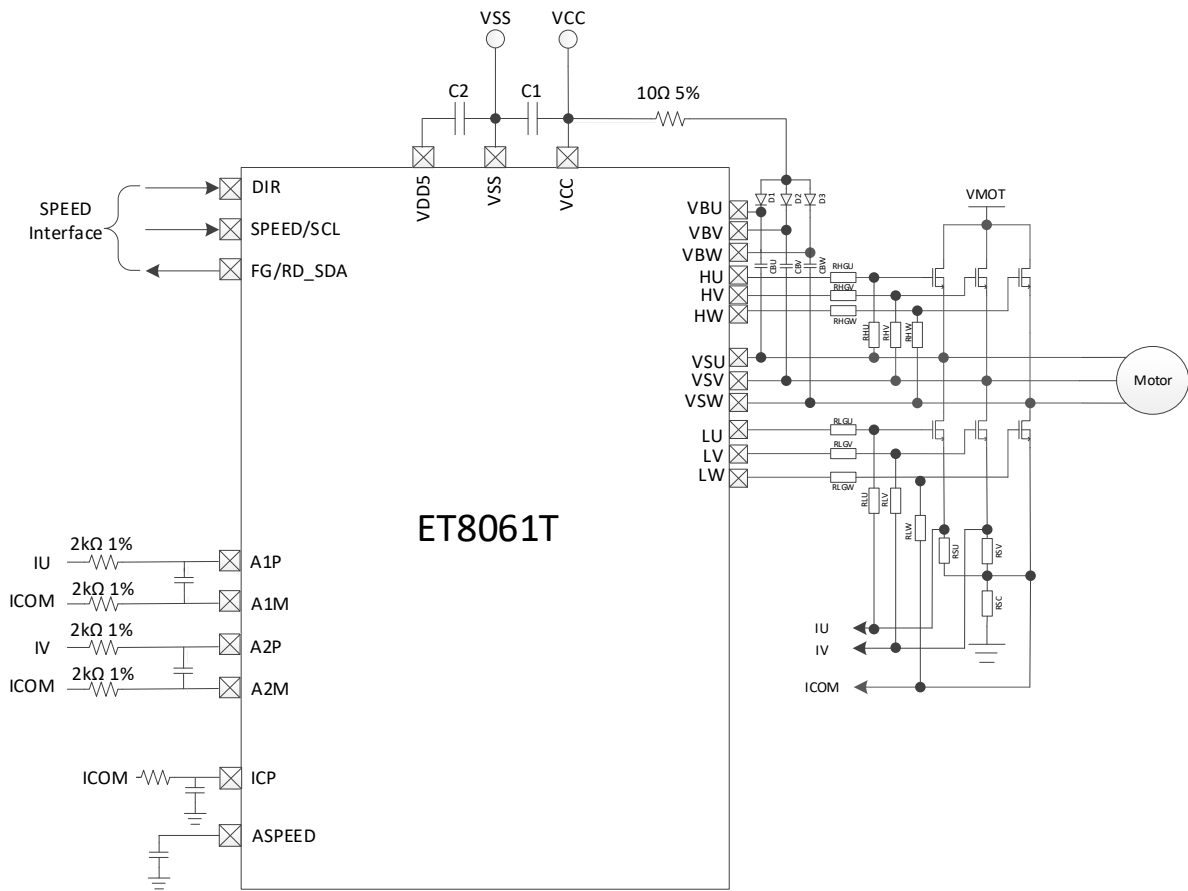 VSS
VCC
C2
C1
10Ω 5%
VDD5
VSS
VCC
DIR
SPEED/SCL
FG/RD_SDA
SPEED
Interface
D1
D2
D3
VMOT
VBU
VBV
VBW
HU
HV
HW
CBU
CBV
CBW
RHGU
RHGV
RHGW
RHU
RHV
RHW
VSU
VSV
VSW
Motor
LU
LV
LW
RLGU
RLGV
RLGW
RLU
RLV
RLW
RSU
RSV
RSC
ET8061T
IU
2kΩ 1%
A1P
ICOM
2kΩ 1%
A1M
IV
2kΩ 1%
A2P
ICOM
2kΩ 1%
A2M
IU
IV
ICOM
ICOM
ICP
ASPEED